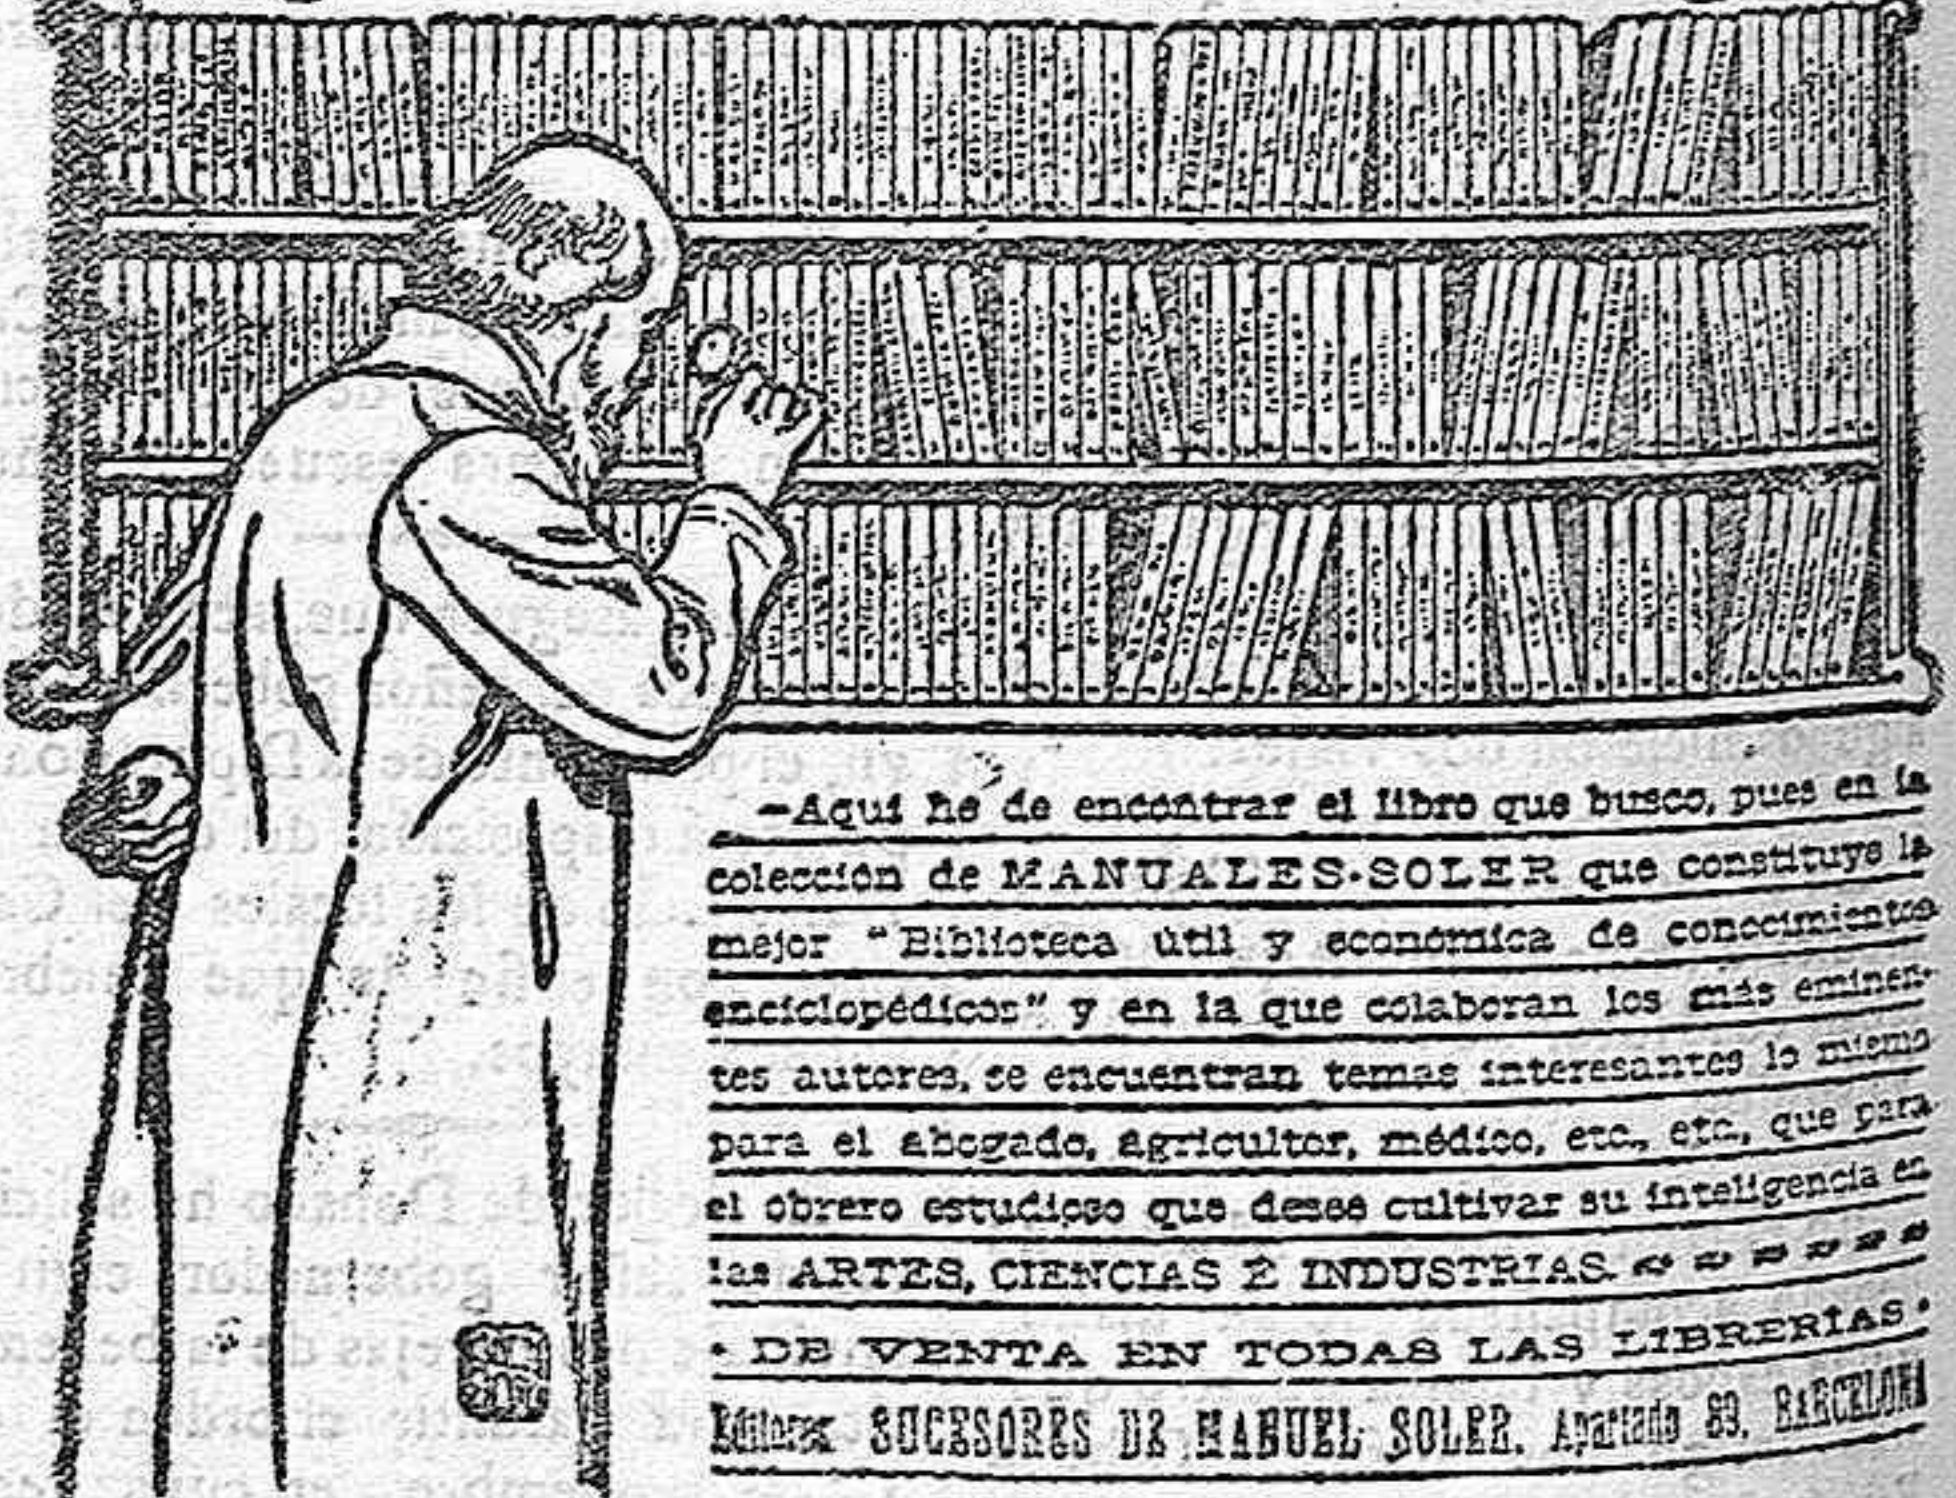 —Aquí he de encontrar el libro que busco, pues en la
colección de MANUALES-SOLER que constituye la
mejor "Biblioteca útil y económica de conocimientos
enciclopédicos" y en la que colaboran los más eminen-
tes autores, se encuentran temas interesantes lo mismo
para el abogado, agricultor, médico, etc., etc., que para
el obrero estudioso que desee cultivar su inteligencia en
las ARTES, CIENCIAS É INDUSTRIAS.
• DE VENTA EN TODAS LAS LIBRERÍAS •
Editores: SUCESORES DE MANUEL SOLER. Apartado 89. BARCELONA